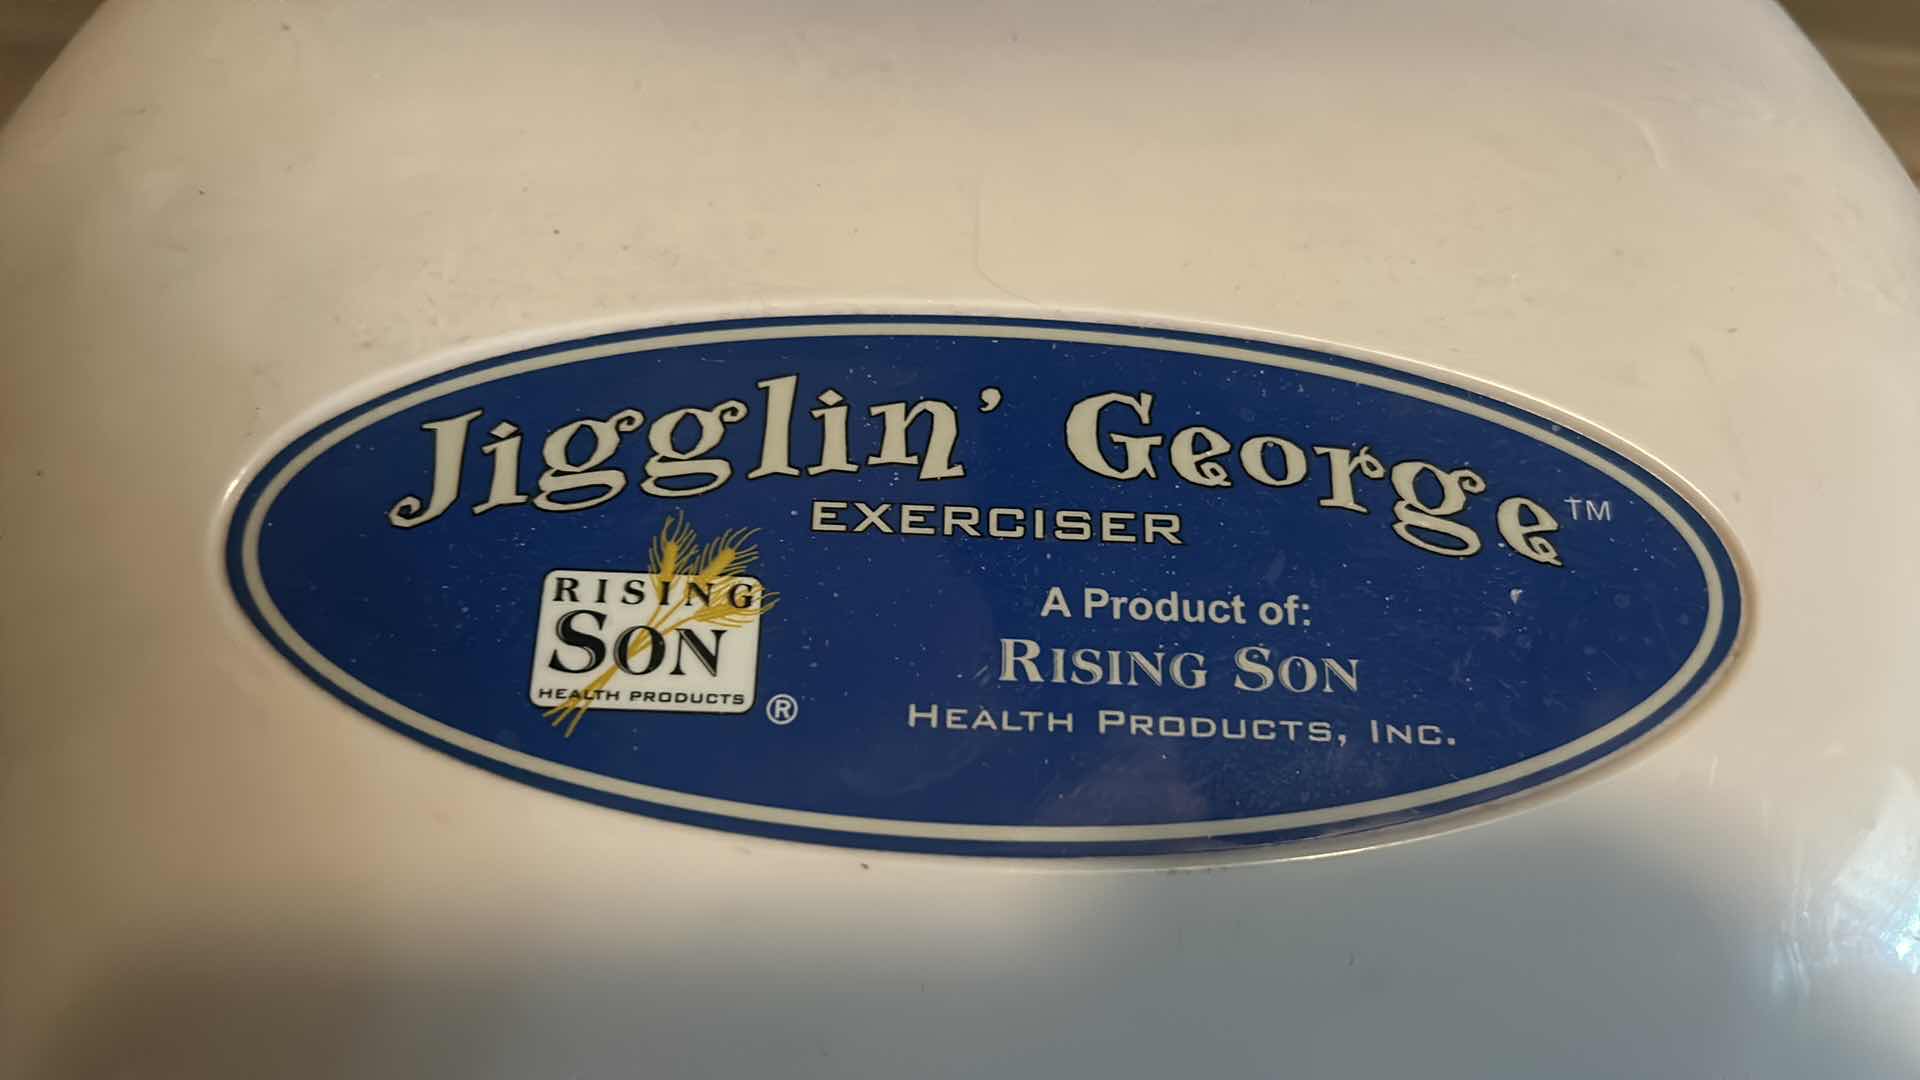 Jigglin' George™
EXERCISER
RISING
SON
HEALTH PRODUCTS
®
A Product of:
RISING SON
HEALTH PRODUCTS, INC.